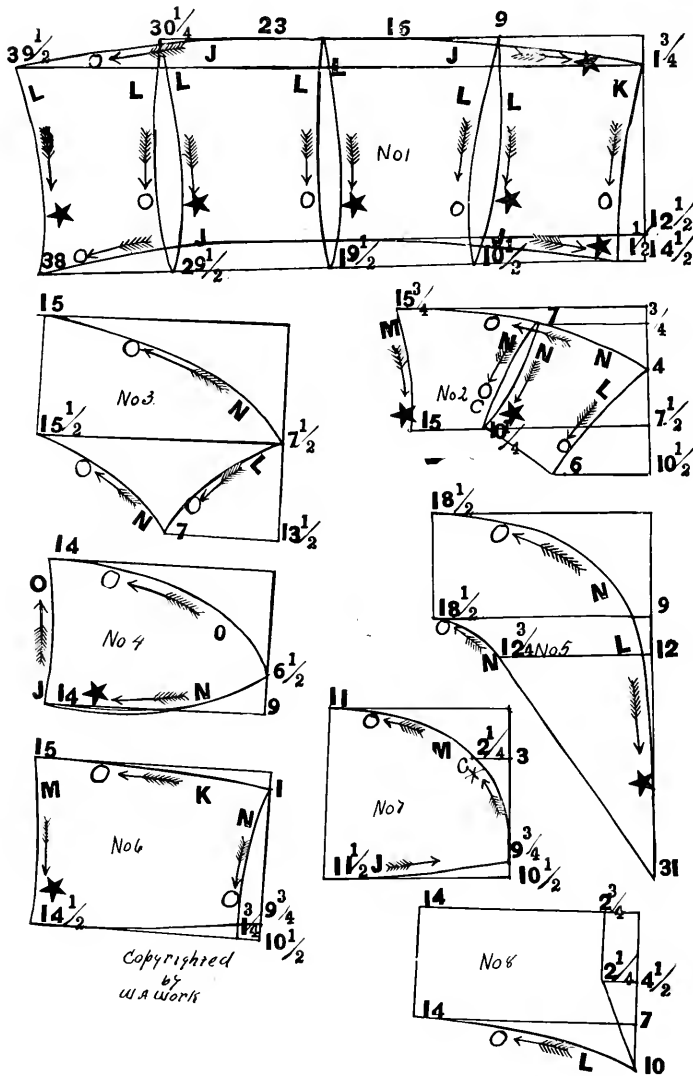 39 1/2 30 1/4 23 16 9
J J 1 3/4
L L L L L L K
No1
12 1/2
38 J 29 1/2 19 1/2 10 1/2 1/2 14 1/2
15
No3
N
15 1/2 7 1/2
L
N 7 13 1/2
15 3/4 7 3/4
M N N N 4
No2 C L
15 10 1/4 7 1/2
6 10 1/2
14
O
No4 O
6 1/2
J 14 N 9
18 1/2
N
18 1/2 9
12 3/4 No5 L 12
N
31
15
M K 1
N
No6
14 1/2 3/4 9 3/4
10 1/2
11
M 2 1/4 3
C
No7
11 1/2 J 9 3/4
10 1/2
14 2 3/4
No8 2 1/4 4 1/2
14 7
L 10
Copyrighted
by
W A Work